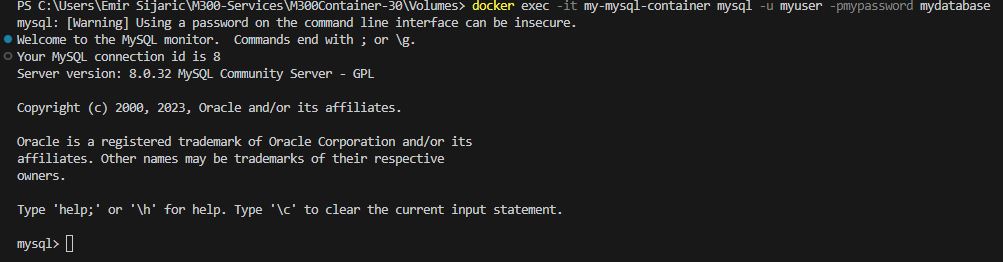 PS C:\Users\Emir Sijaric\M300-Services\M300Container-30\Volumes> docker exec -it my-mysql-container mysql -u myuser -pmypassword mydatabase
mysql: [Warning] Using a password on the command line interface can be insecure.
Welcome to the MySQL monitor.  Commands end with ; or \g.
Your MySQL connection id is 8
Server version: 8.0.32 MySQL Community Server - GPL

Copyright (c) 2000, 2023, Oracle and/or its affiliates.

Oracle is a registered trademark of Oracle Corporation and/or its
affiliates. Other names may be trademarks of their respective
owners.

Type 'help;' or '\h' for help. Type '\c' to clear the current input statement.

mysql>